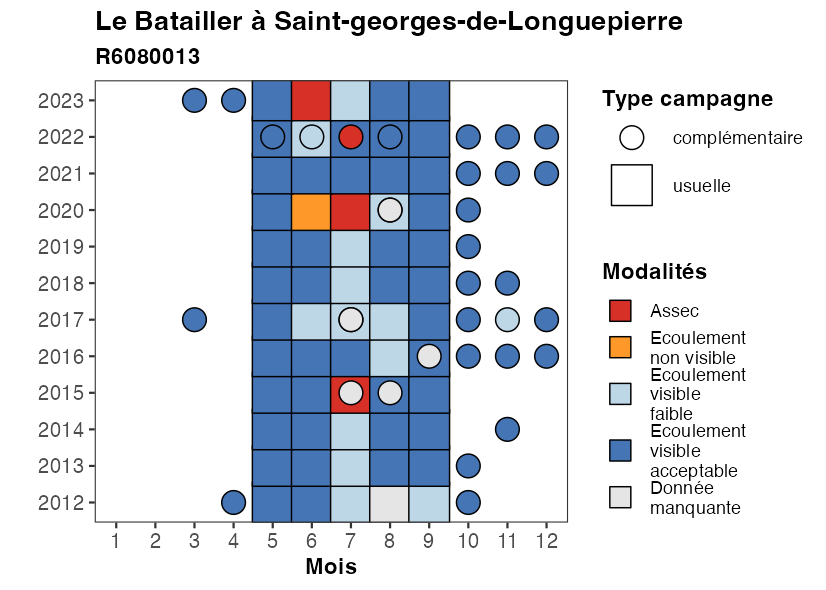 Le Batailler à Saint-georges-de-Longuepierre
R6080013
2023
2022
2021
2020
2019
2018
2017
2016
2015
2014
2013
2012
1 2 3 4 5 6 7 8 9 10 11 12
Mois
Type campagne
complémentaire
usuelle
Modalités
Assec
Ecoulement
non visible
Ecoulement
visible
faible
Ecoulement
visible
acceptable
Donnée
manquante